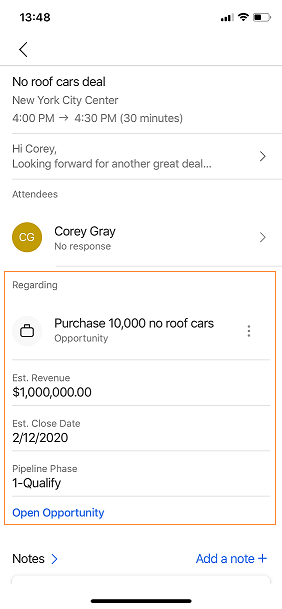 13:48
No roof cars deal
New York City Center
4:00 PM → 4:30 PM (30 minutes)
Hi Corey,
Looking forward for another great deal...
Attendees
CG
Corey Gray
No response
Regarding
Purchase 10,000 no roof cars
Opportunity
Est. Revenue
$1,000,000.00
Est. Close Date
2/12/2020
Pipeline Phase
1-Qualify
Open Opportunity
Notes
Add a note +